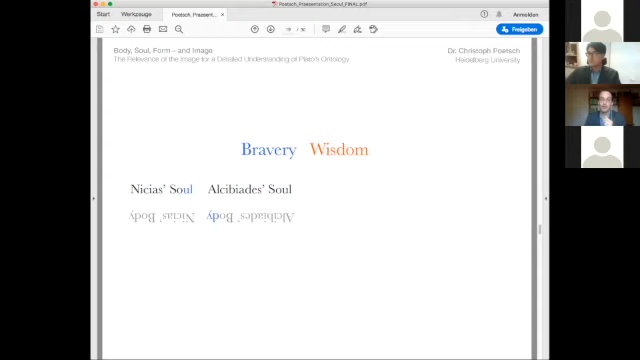 Poetsch_Praesentation_Seoul_FINAL.pdf
Start Werkzeuge Poetsch_Praesentati... × Anmelden
Freigeben
Body, Soul, Form – and Image Dr. Christoph Poetsch
The Relevance of the Image for a Detailed Understanding of Plato's Ontology Heidelberg University
Bravery Wisdom
Nicias' Soul Alcibiades' Soul
Nicias' Body Alcibiades' Body